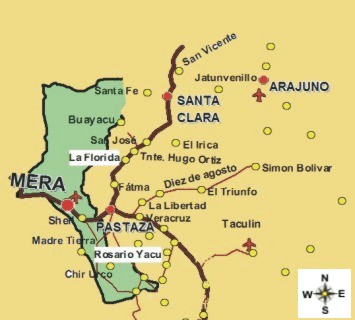 San Vicente
Jatunvenillo
Santa Fe
ARAJUNO
SANTA
CLARA
Buayacu
San José
El Irica
La Florida
Tnte. Hugo Ortiz
Simon Bolivar
MERA
Fátma
Diez de agosto
El Triunfo
La Libertad
Shell
Veracruz
PASTAZA
Taculin
Madre Tierra
Rosario Yacu
Chir Urco
N
W E
S